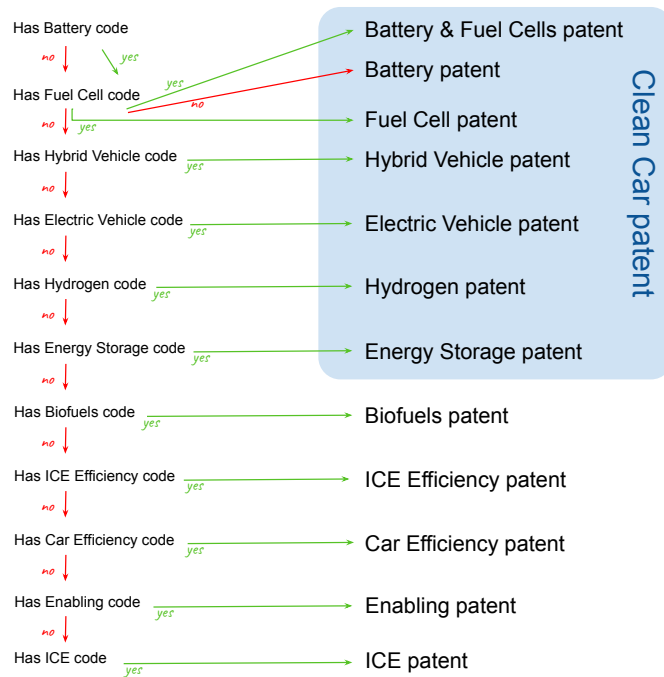 Has Battery code
Battery & Fuel Cells patent
no
yes
yes
Battery patent
Has Fuel Cell code
no
no
yes
Fuel Cell patent
Has Hybrid Vehicle code
yes
Hybrid Vehicle patent
no
Has Electric Vehicle code
yes
Electric Vehicle patent
no
Has Hydrogen code
yes
Hydrogen patent
no
Has Energy Storage code
yes
Energy Storage patent
Clean Car patent
no
Has Biofuels code
yes
Biofuels patent
no
Has ICE Efficiency code
yes
ICE Efficiency patent
no
Has Car Efficiency code
yes
Car Efficiency patent
no
Has Enabling code
yes
Enabling patent
no
Has ICE code
yes
ICE patent